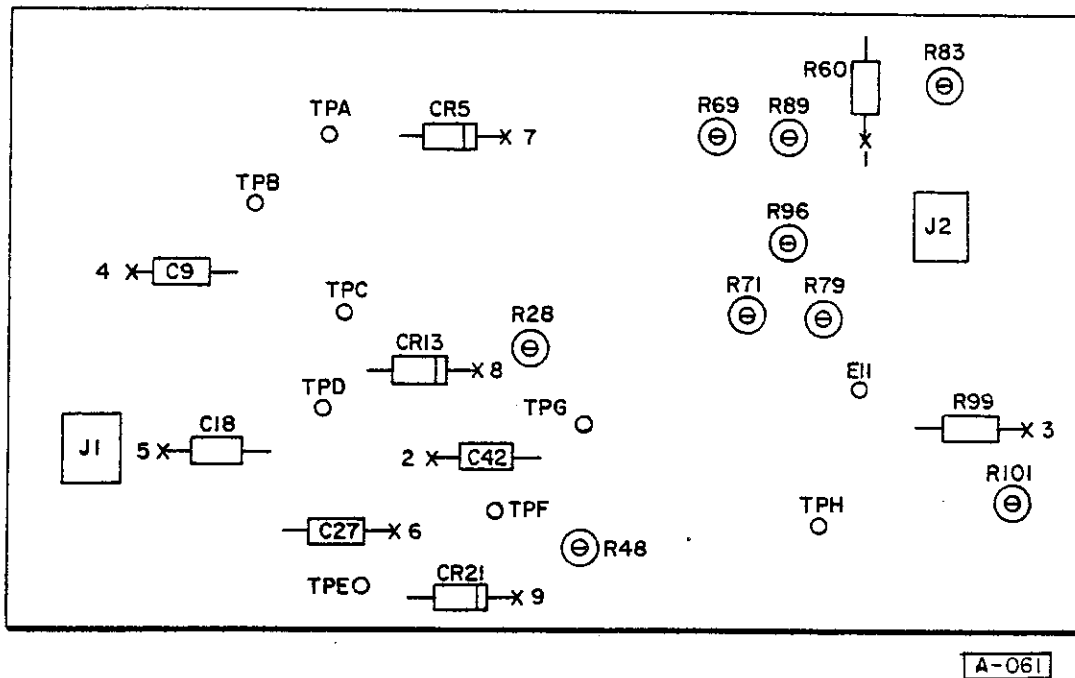 R83
R60
CR5
TPA
R69
R89
7
1
TPB
R96
J2
4
C9
TPC
R71
R79
R28
CR13
8
E11
TPD
TPG
R99
C18
J1
5
3
2
C42
R101
TPF
TPH
C27
6
R48
CR21
TPE
9
A-061